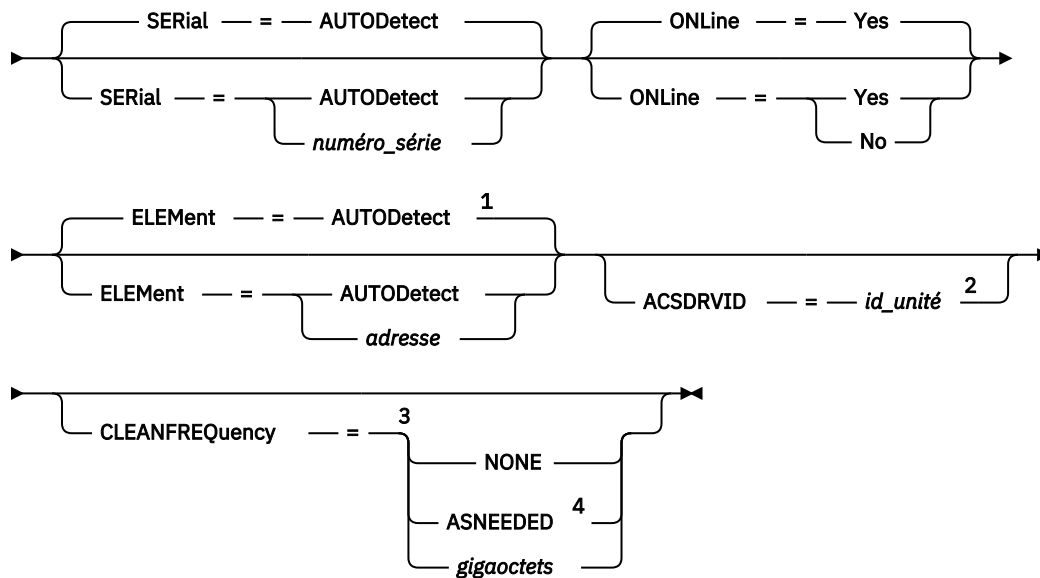 SERial = AUTODetect ONLine = Yes
SERial = AUTODetect ONLine = Yes
numéro_série No
ELEMent = AUTODetect 1
ELEMent = AUTODetect ACSDRVID = id_unité 2
adresse
CLEANFREQuency = 3
NONE
ASNEEDED 4
gigaoctets